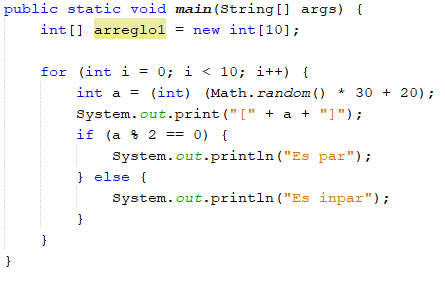 public static void main(String[] args) {
    int[] arreglo1 = new int[10];

    for (int i = 0; i < 10; i++) {
        int a = (int) (Math.random() * 30 + 20);
        System.out.print("[" + a + "]");
        if (a % 2 == 0) {
            System.out.println("Es par");
        } else {
            System.out.println("Es inpar");
        }
    }
}